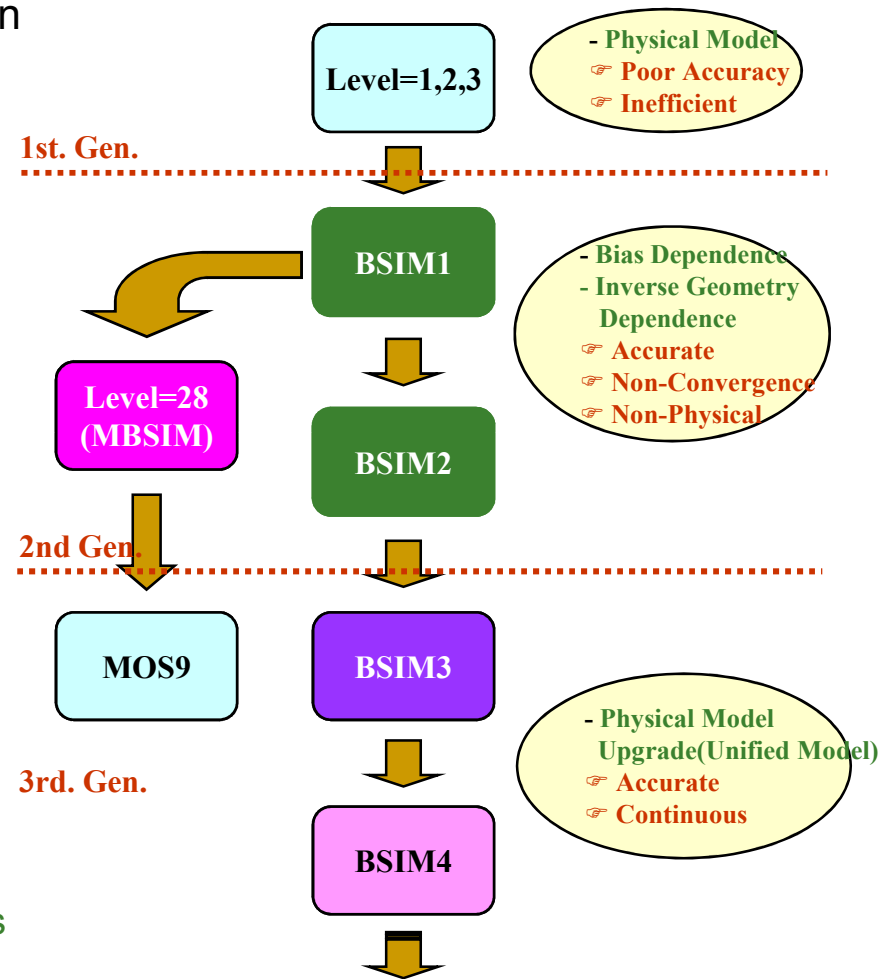 n
Level=1,2,3
- Physical Model
☞ Poor Accuracy
☞ Inefficient
1st. Gen.
BSIM1
- Bias Dependence
- Inverse Geometry
Dependence
☞ Accurate
☞ Non-Convergence
☞ Non-Physical
Level=28
(MBSIM)
BSIM2
2nd Gen.
MOS9
BSIM3
- Physical Model
Upgrade(Unified Model)
☞ Accurate
☞ Continuous
3rd. Gen.
BSIM4
s